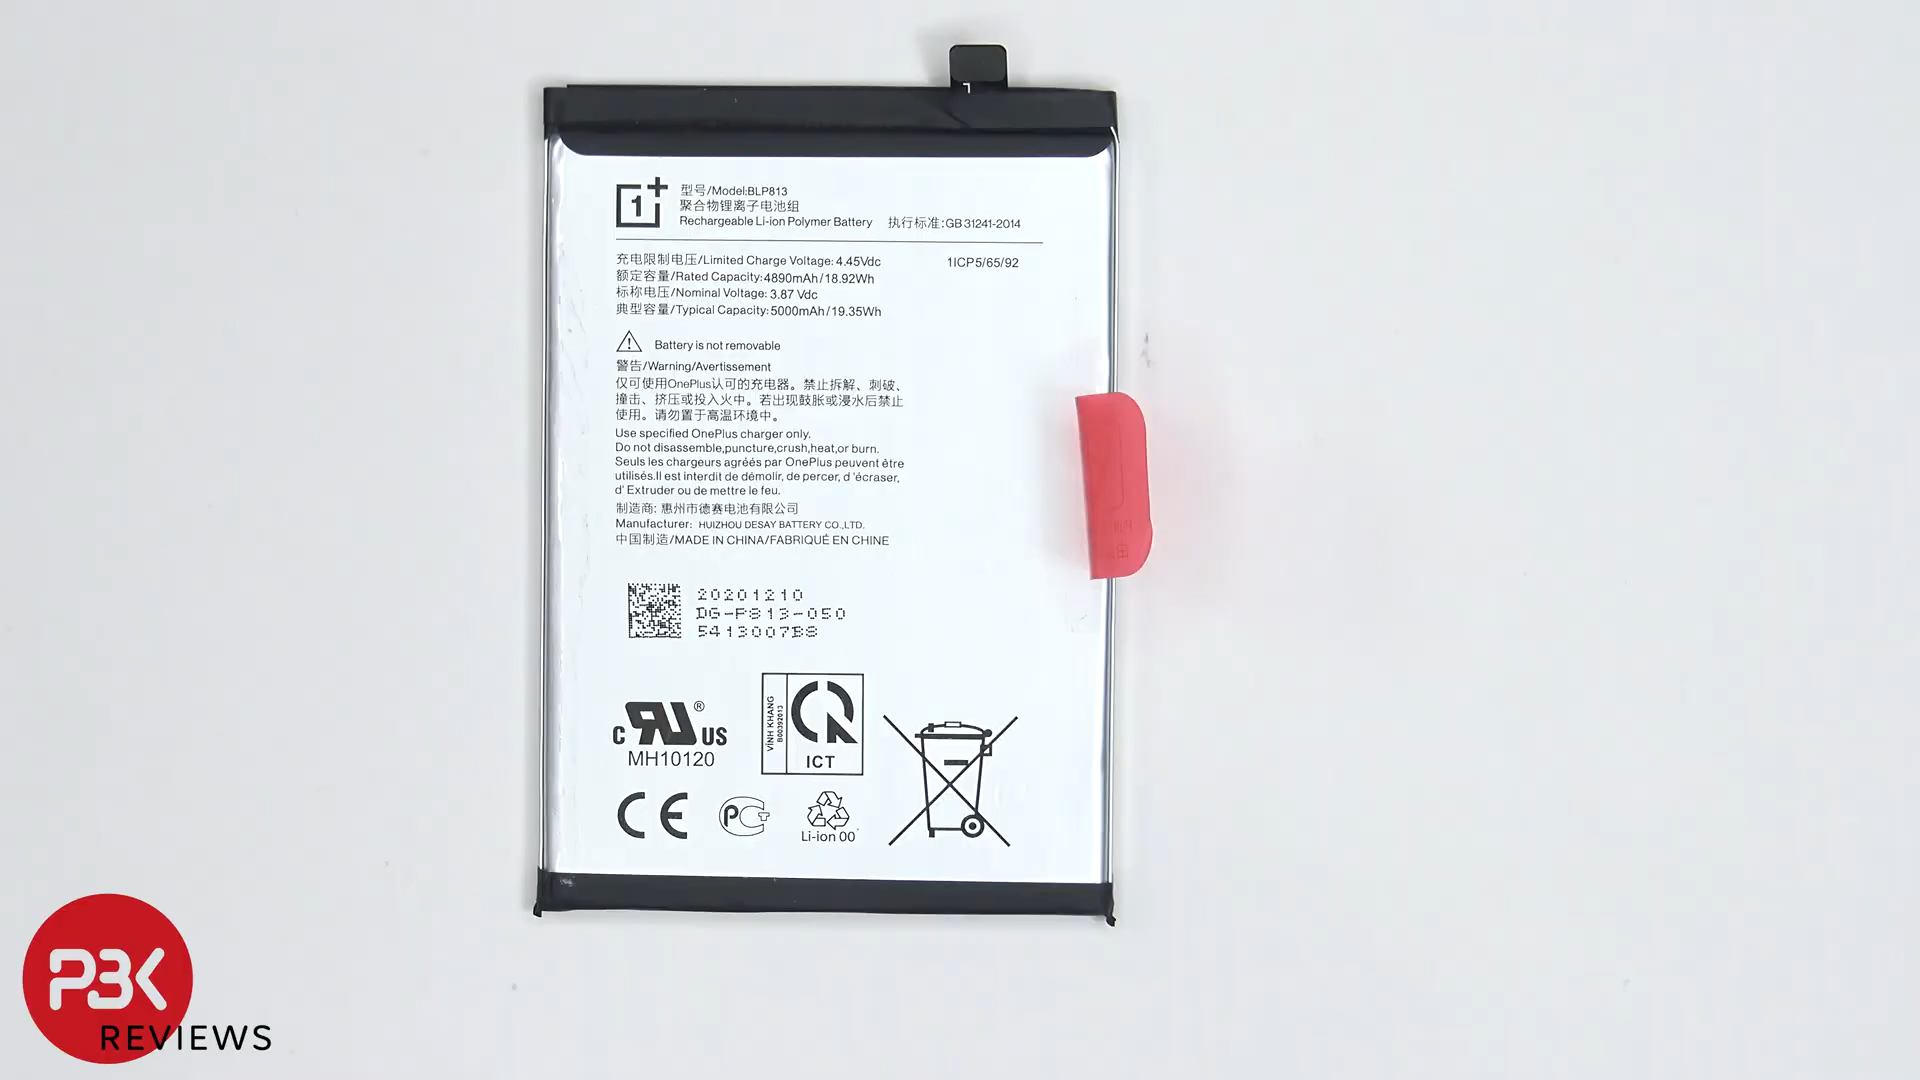 型号/Model:BLP813
聚合物锂离子电池组
Rechargeable Li-ion Polymer Battery 执行标准:GB 31241-2014
充电限制电压/Limited Charge Voltage: 4.45Vdc 1ICP5/65/92
额定容量/Rated Capacity:4890mAh/18.92Wh
标称电压/Nominal Voltage: 3.87 Vdc
典型容量/Typical Capacity:5000mAh/19.35Wh
Battery is not removable
警告/Warning/Avertissement
仅可使用OnePlus认可的充电器。禁止拆解、刺破、
撞击、挤压或投入火中。若出现鼓胀或浸水后禁止
使用。请勿置于高温环境中。
Use specified OnePlus charger only.
Do not disassemble,puncture,crush,heat,or burn.
Seuls les chargeurs agréés par OnePlus peuvent être
utilisés.Il est interdit de démolir, de percer, d 'écraser,
d' Extruder ou de mettre le feu.
制造商: 惠州市德赛电池有限公司
Manufacturer: HUIZHOU DESAY BATTERY CO.,LTD.
中国制造/MADE IN CHINA/FABRIQUÉ EN CHINE
20201210
DG-P813-050
5413007B8
c RU US ®
MH10120
VĨNH KHANG
B00392013
ICT
CE
PCT
Li-ion 00
P3K
REVIEWS